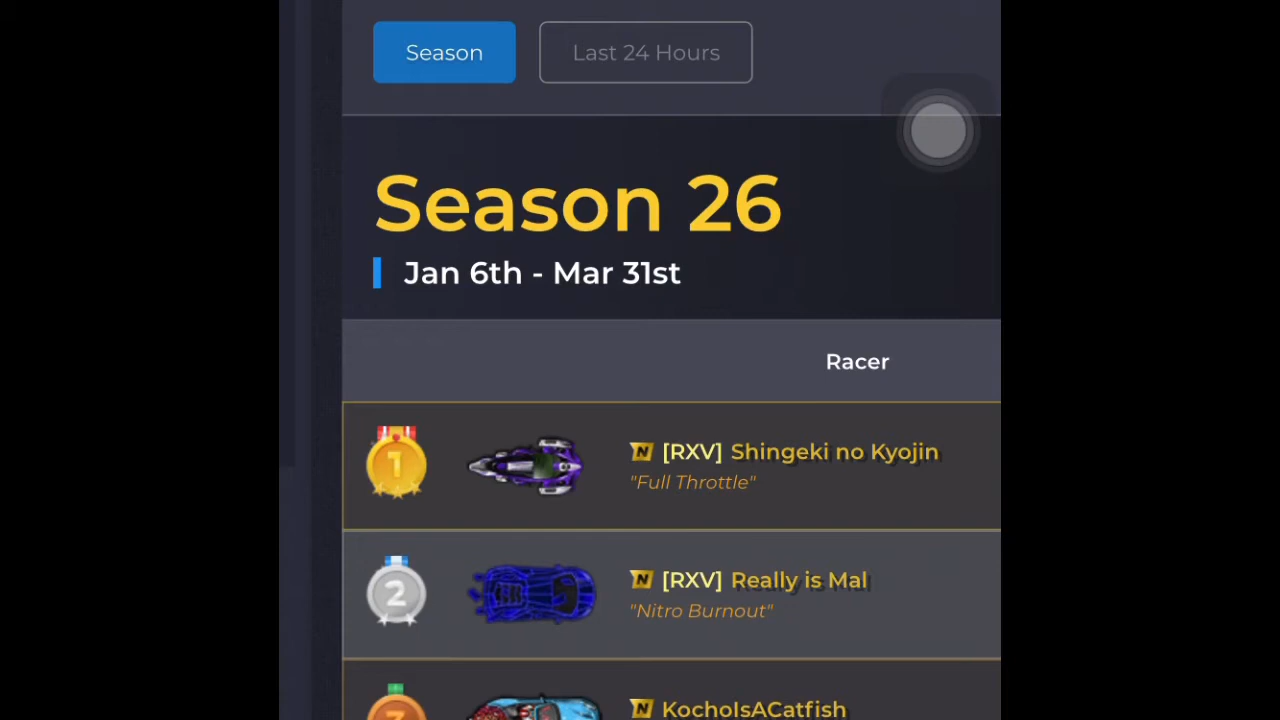 Season
Last 24 Hours
Season 26
Jan 6th - Mar 31st
Racer
1
N [RXV] Shingeki no Kyojin
"Full Throttle"
2
N [RXV] Really is Mal
"Nitro Burnout"
3
N KochoIsACatfish